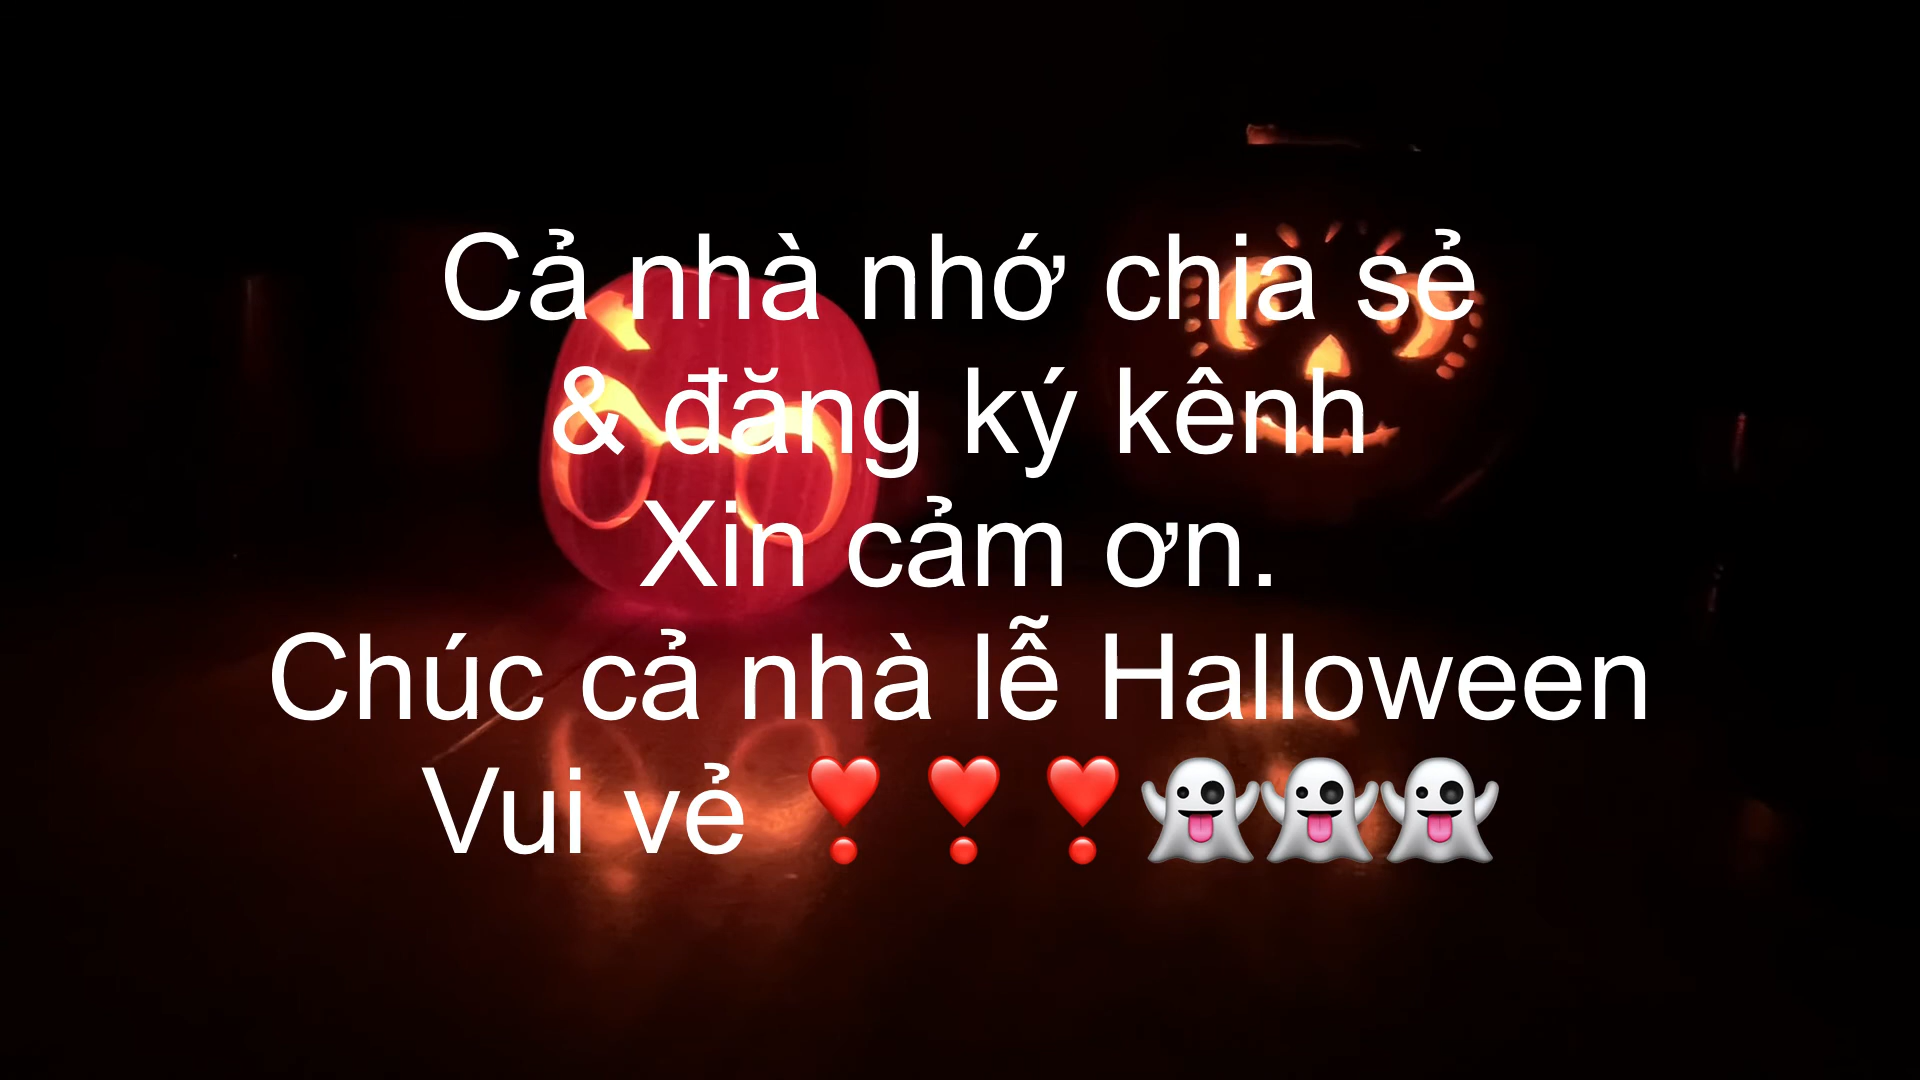 Cả nhà nhớ chia sẻ
& đăng ký kênh
Xin cảm ơn.
Chúc cả nhà lễ Halloween
Vui vẻ ❣️❣️❣️👻👻👻